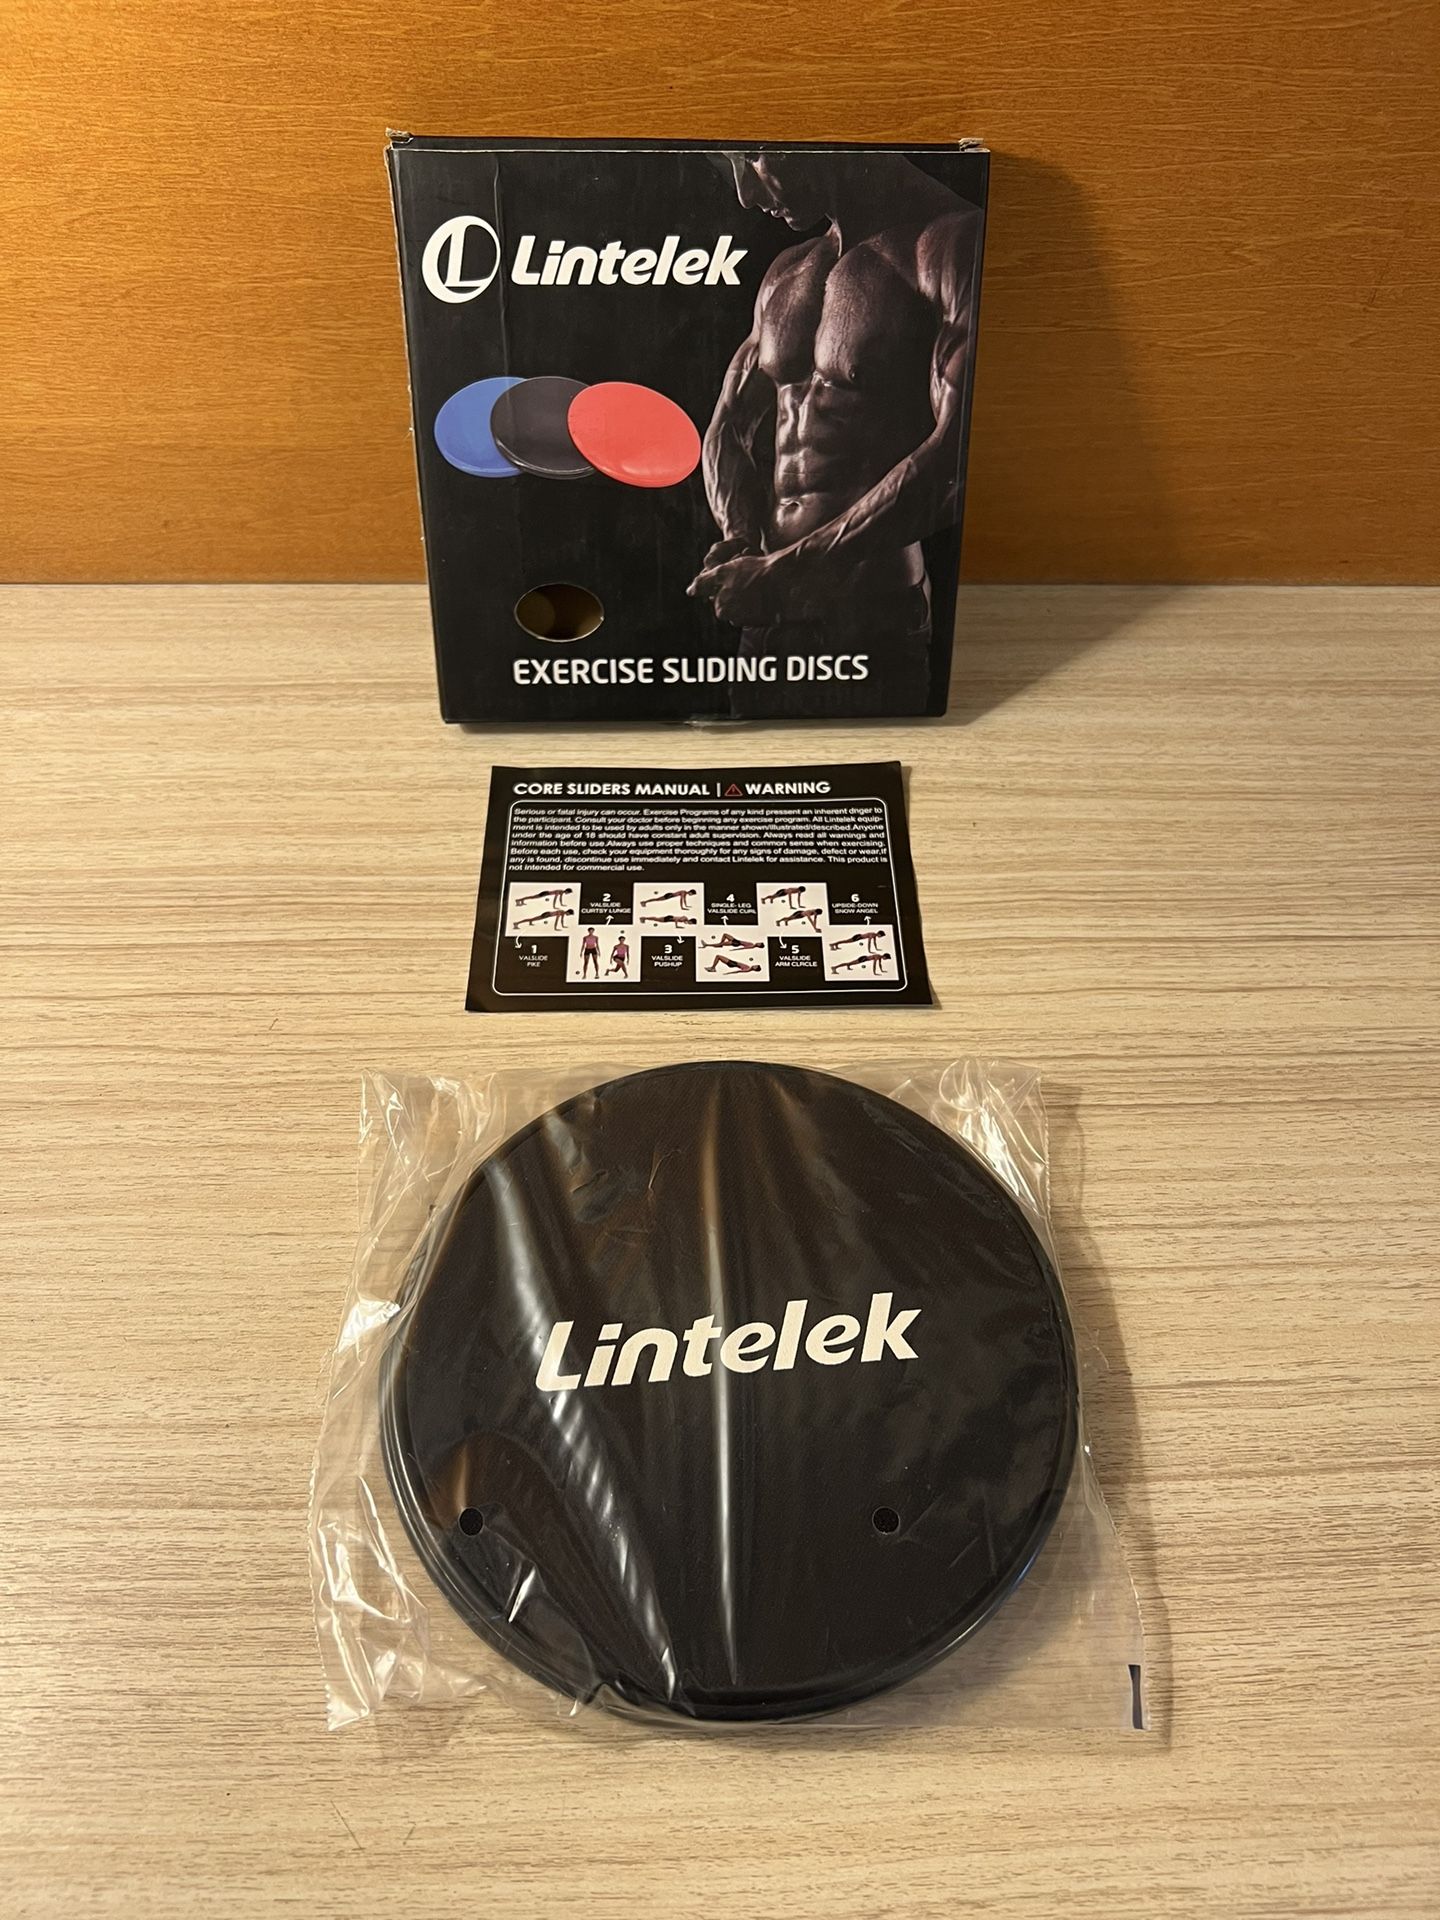 Lintelek
EXERCISE SLIDING DISCS
CORE SLIDERS MANUAL | WARNING
Serious or fatal injury can occur. Exercise Programs of any kind pressent an inherent dnger to
the participant. Consult your doctor before beginning any exercise program. All Lintelek equip-
ment is intended to be used by adults only in the manner shown/illustrated/described.Anyone
under the age of 18 should have constant adult supervision. Always read all warnings and
information before use.Always use proper techniques and common sense when exercising.
Before each use, check your equipment thoroughly for any signs of damage, defect or wear,If
any is found, discontinue use immediately and contact Lintelek for assistance. This product is
not intended for commercial use.
1
VALSLIDE
PIKE
2
VALSLIDE
CURTSY LUNGE
3
VALSLIDE
PUSHUP
4
SINGLE- LEG
VALSLIDE CURL
5
VALSLIDE
ARM CLRCLE
6
UPSIDE-DOWN
SNOW ANGEL
Lintelek